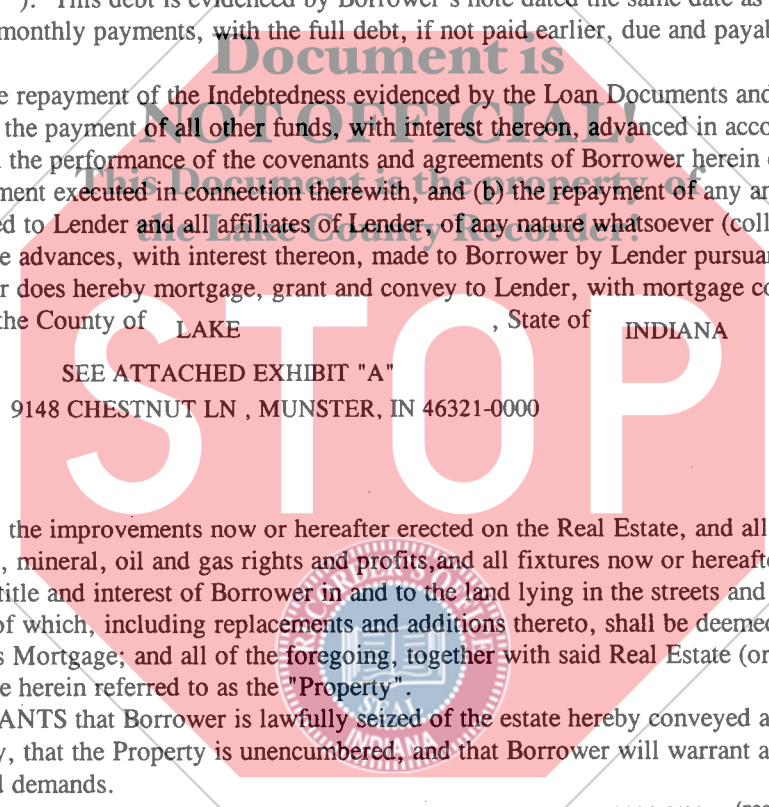 ). This debt is evidenced by Borrower's note dated the same date as
monthly payments, with the full debt, if not paid earlier, due and payab
Document is
e repayment of the Indebtedness evidenced by the Loan Documents and
NOT OFFICIAL!
the payment of all other funds, with interest thereon, advanced in acco
the performance of the covenants and agreements of Borrower herein
This Document is the property of
ment executed in connection therewith, and (b) the repayment of any an
ed to Lender and all affiliates of Lender, of any nature whatsoever (coll
the Lake County Recorder!
e advances, with interest thereon, made to Borrower by Lender pursuan
r does hereby mortgage, grant and convey to Lender, with mortgage co
the County of LAKE , State of INDIANA
SEE ATTACHED EXHIBIT "A"
9148 CHESTNUT LN , MUNSTER, IN 46321-0000
STOP
the improvements now or hereafter erected on the Real Estate, and all
, mineral, oil and gas rights and profits,and all fixtures now or hereafte
title and interest of Borrower in and to the land lying in the streets and
of which, including replacements and additions thereto, shall be deemed
s Mortgage; and all of the foregoing, together with said Real Estate (or
e herein referred to as the "Property".
RECORDER'S OFFICE
SEAL
INDIANA
ANTS that Borrower is lawfully seized of the estate hereby conveyed a
y, that the Property is unencumbered, and that Borrower will warrant a
d demands.